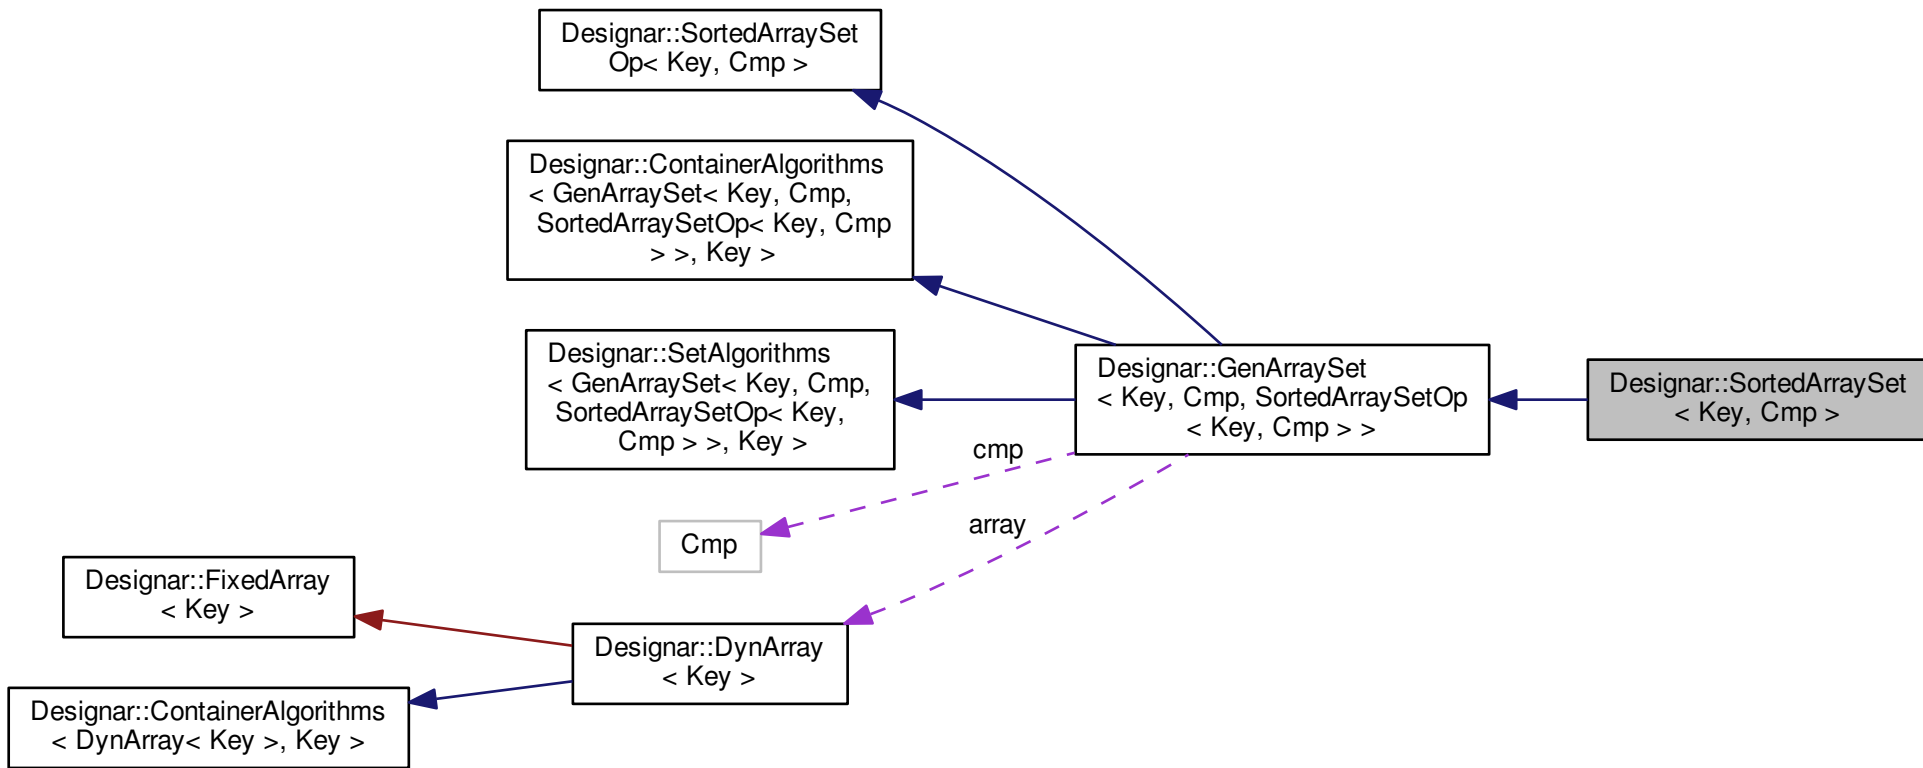 Designar::SortedArraySet
Op< Key, Cmp >
Designar::ContainerAlgorithms
< GenArraySet< Key, Cmp,
SortedArraySetOp< Key, Cmp
> >, Key >
Designar::SetAlgorithms
< GenArraySet< Key, Cmp,
SortedArraySetOp< Key,
Cmp > >, Key >
Designar::GenArraySet
< Key, Cmp, SortedArraySetOp
< Key, Cmp > >
Designar::SortedArraySet
< Key, Cmp >
cmp
array
Cmp
Designar::FixedArray
< Key >
Designar::DynArray
< Key >
Designar::ContainerAlgorithms
< DynArray< Key >, Key >